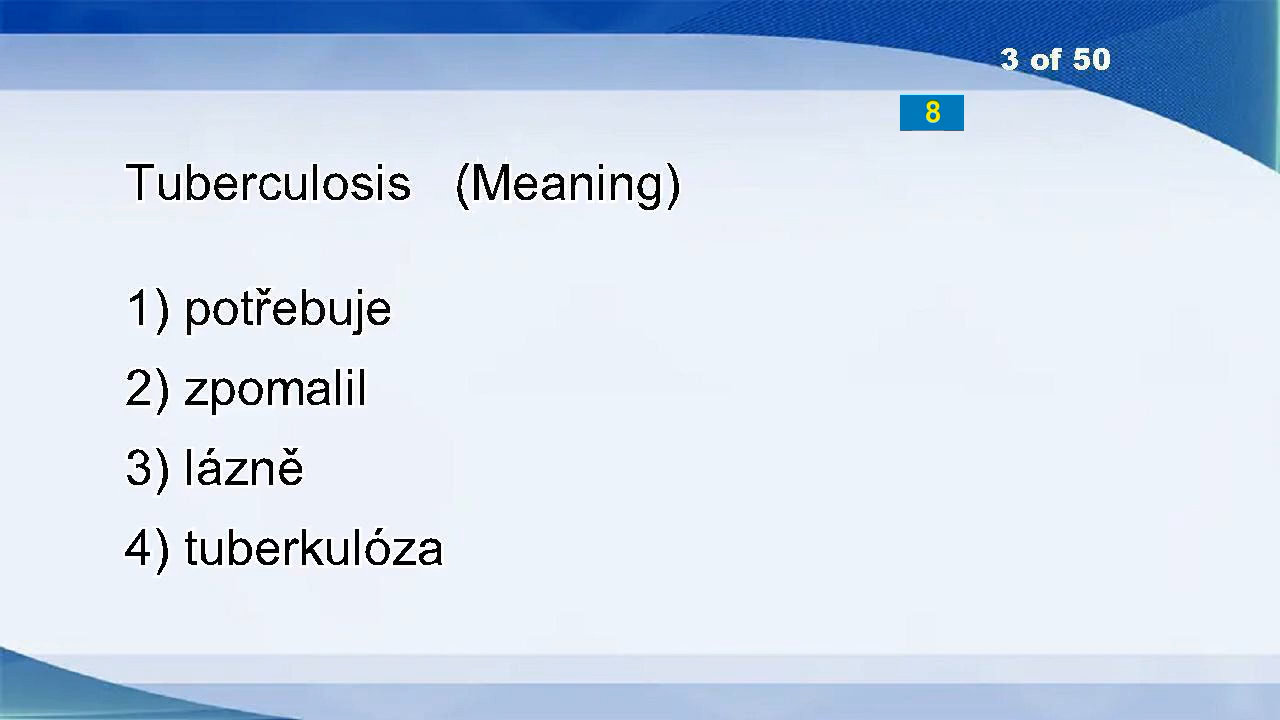 3 of 50
8
Tuberculosis (Meaning)
1) potřebuje
2) zpomalil
3) lázně
4) tuberkulóza